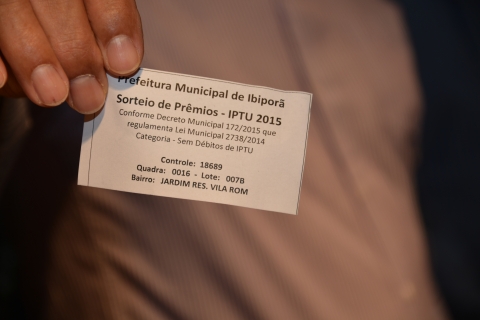 Prefeitura Municipal de Ibiporã
Sorteio de Prêmios - IPTU 2015
Conforme Decreto Municipal 172/2015 que
regulamenta Lei Municipal 2738/2014
Categoria - Sem Débitos de IPTU
Controle: 18689
Quadra: 0016 - Lote: 007B
Bairro: JARDIM RES. VILA ROM